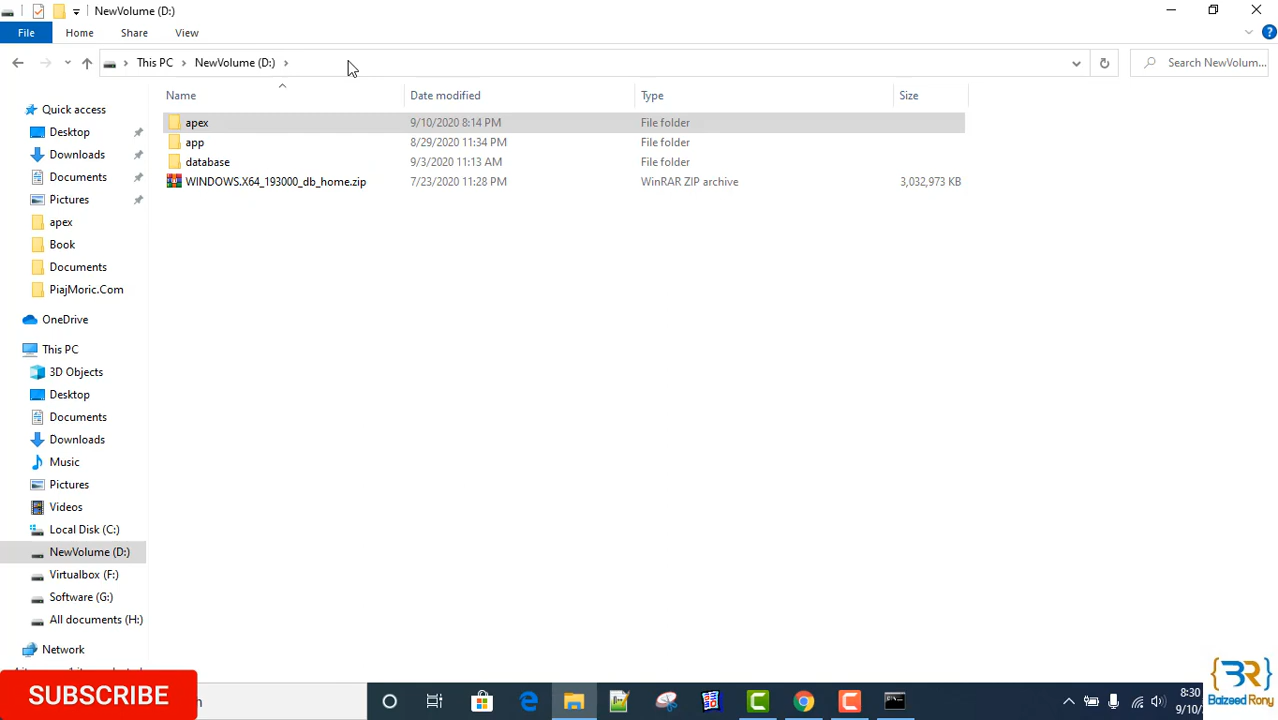 NewVolume (D:)
File Home Share View
This PC NewVolume (D:) Search NewVolum...
Name Date modified Type Size
apex 9/10/2020 8:14 PM File folder
app 8/29/2020 11:34 PM File folder
database 9/3/2020 11:13 AM File folder
WINDOWS.X64_193000_db_home.zip 7/23/2020 11:28 PM WinRAR ZIP archive 3,032,973 KB
Quick access
Desktop
Downloads
Documents
Pictures
apex
Book
Documents
PiajMoric.Com
OneDrive
This PC
3D Objects
Desktop
Documents
Downloads
Music
Pictures
Videos
Local Disk (C:)
NewVolume (D:)
Virtualbox (F:)
Software (G:)
All documents (H:)
Network
SUBSCRIBE
8:30
9/10/
BR
Baizeed Rony